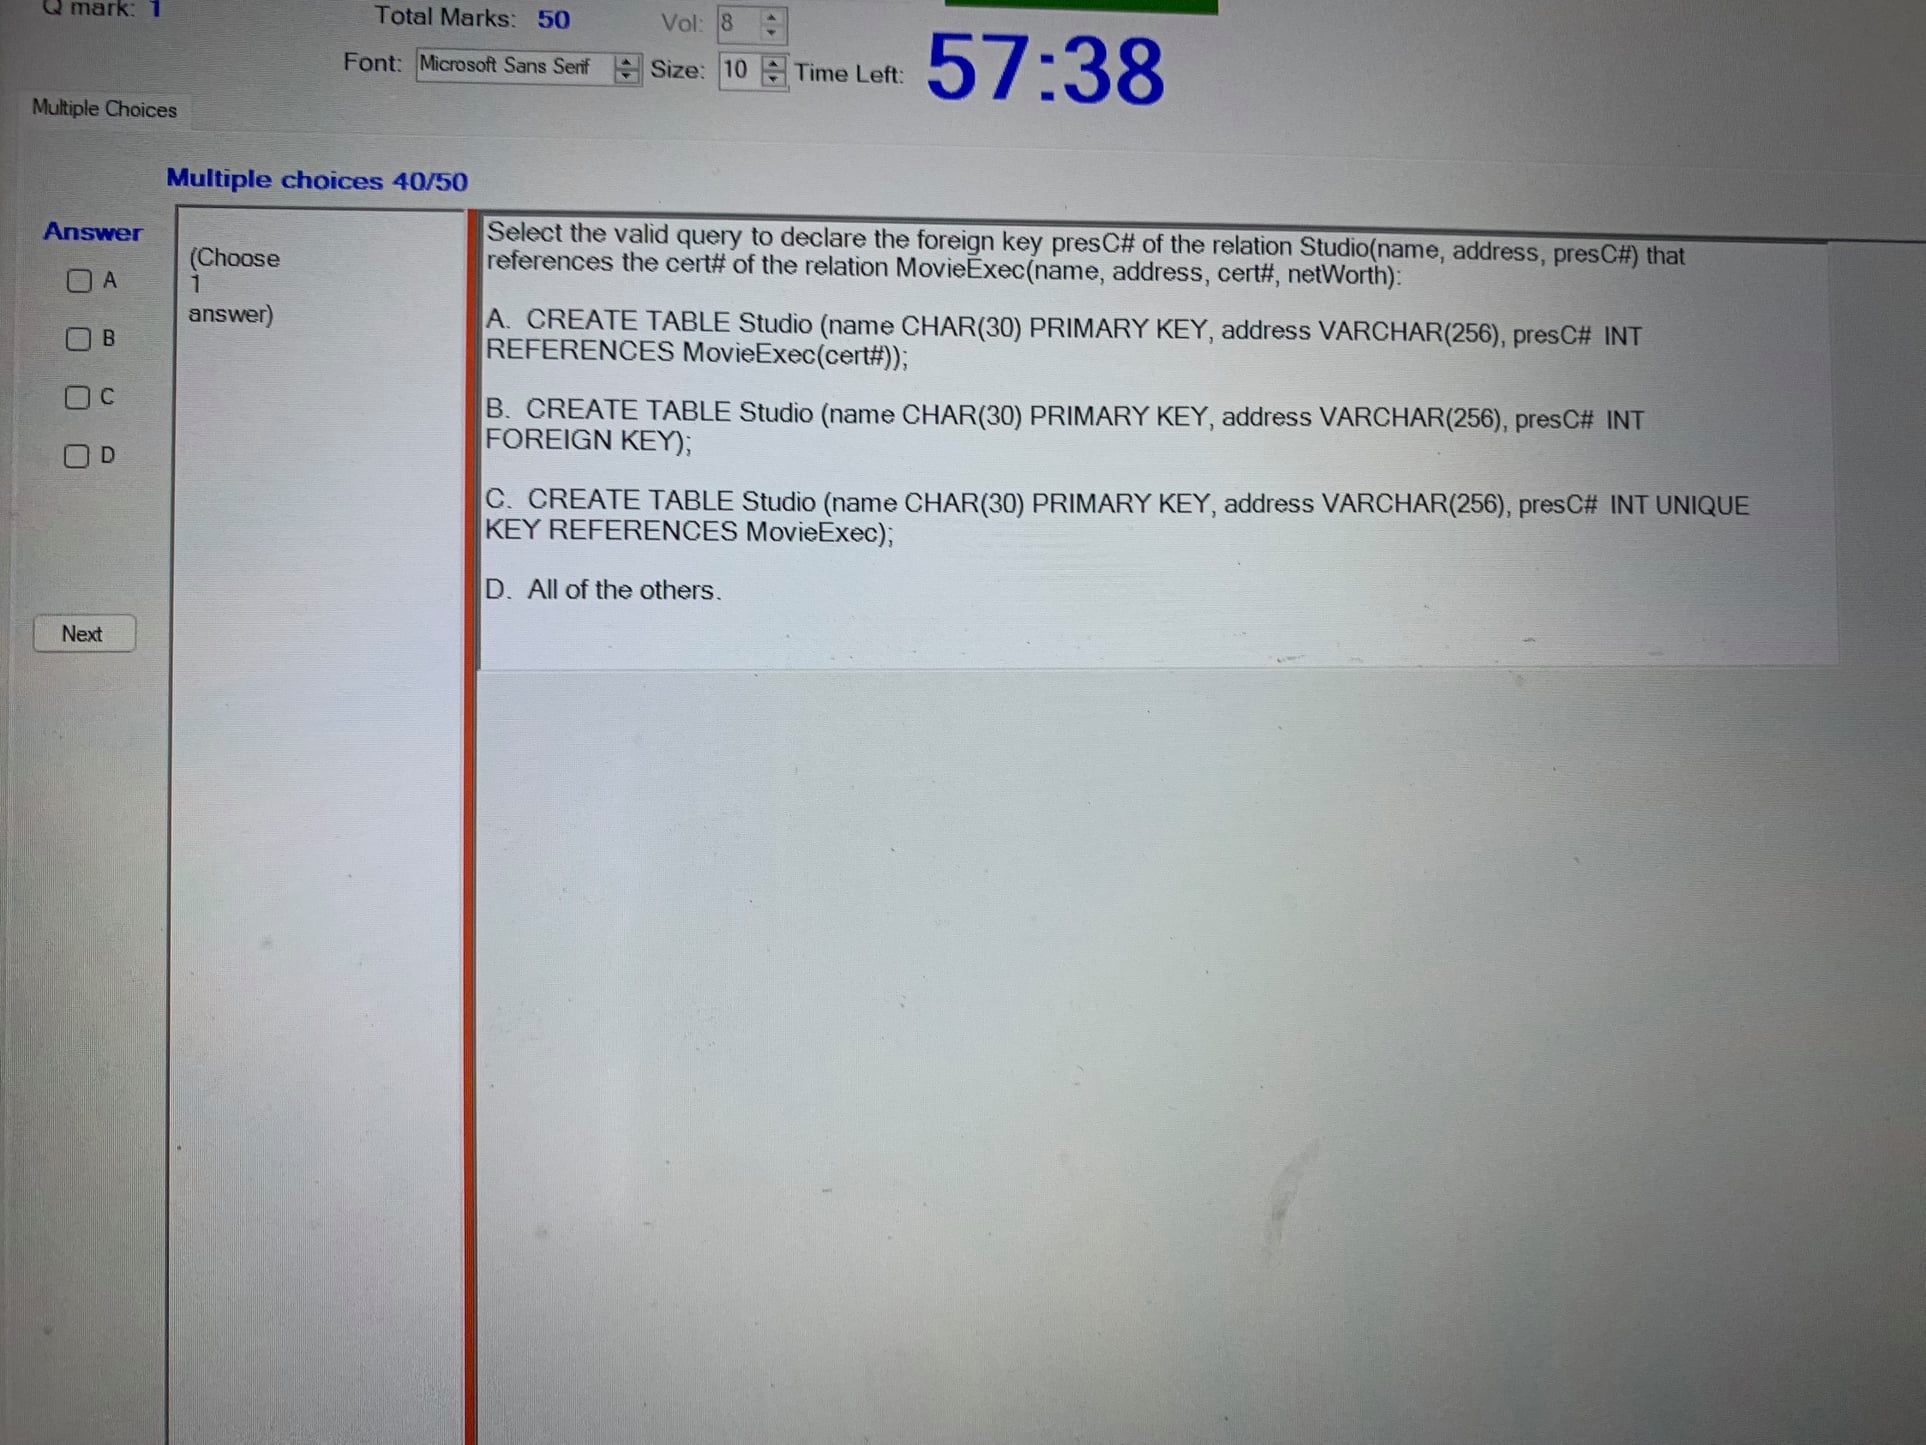 Q mark: 1
Total Marks: 50
Vol: 8
Font: Microsoft Sans Serif
Size: 10
Time Left: 57:38
Multiple Choices
Multiple choices 40/50
Answer
A
B
C
D
Next
(Choose
1
answer)
Select the valid query to declare the foreign key presC# of the relation Studio(name, address, presC#) that
references the cert# of the relation MovieExec(name, address, cert#, netWorth):
A. CREATE TABLE Studio (name CHAR(30) PRIMARY KEY, address VARCHAR(256), presC# INT
REFERENCES MovieExec(cert#));
B. CREATE TABLE Studio (name CHAR(30) PRIMARY KEY, address VARCHAR(256), presC# INT
FOREIGN KEY);
C. CREATE TABLE Studio (name CHAR(30) PRIMARY KEY, address VARCHAR(256), presC# INT UNIQUE
KEY REFERENCES MovieExec);
D. All of the others.